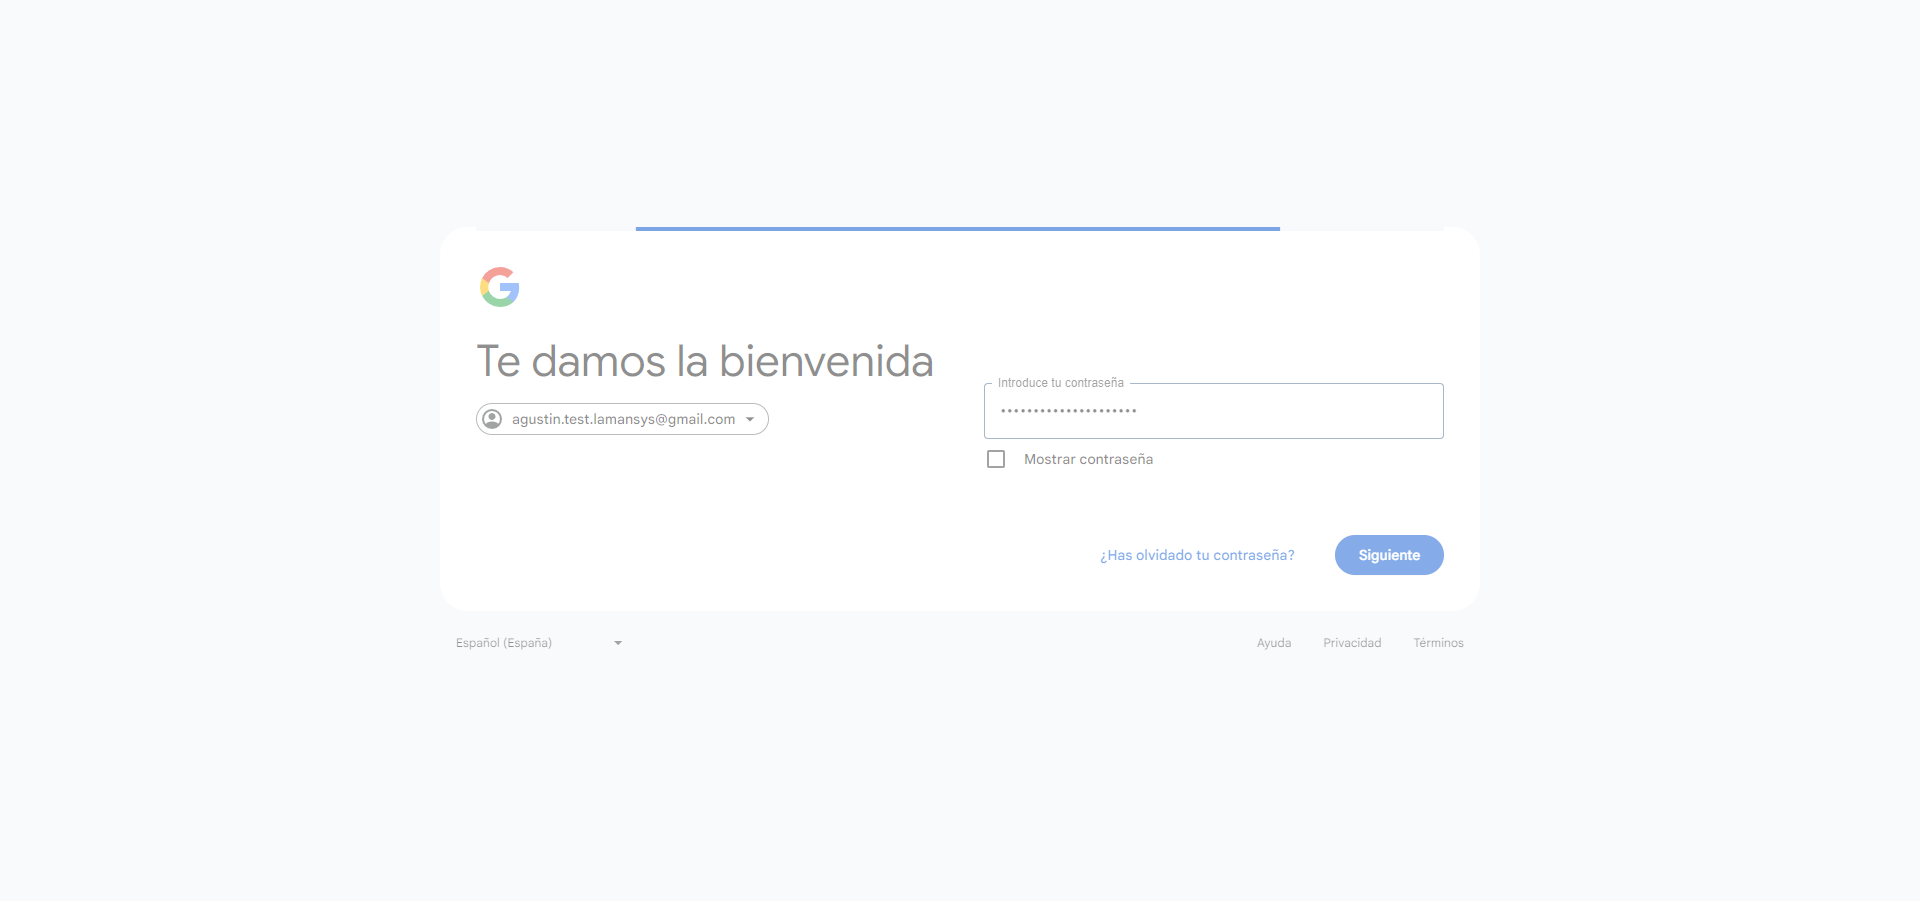 Te damos la bienvenida
agustin.test.lamansys@gmail.com
Introduce tu contraseña
•••••••••••••••••••••
Mostrar contraseña
¿Has olvidado tu contraseña?
Siguiente
Español (España)
Ayuda
Privacidad
Términos